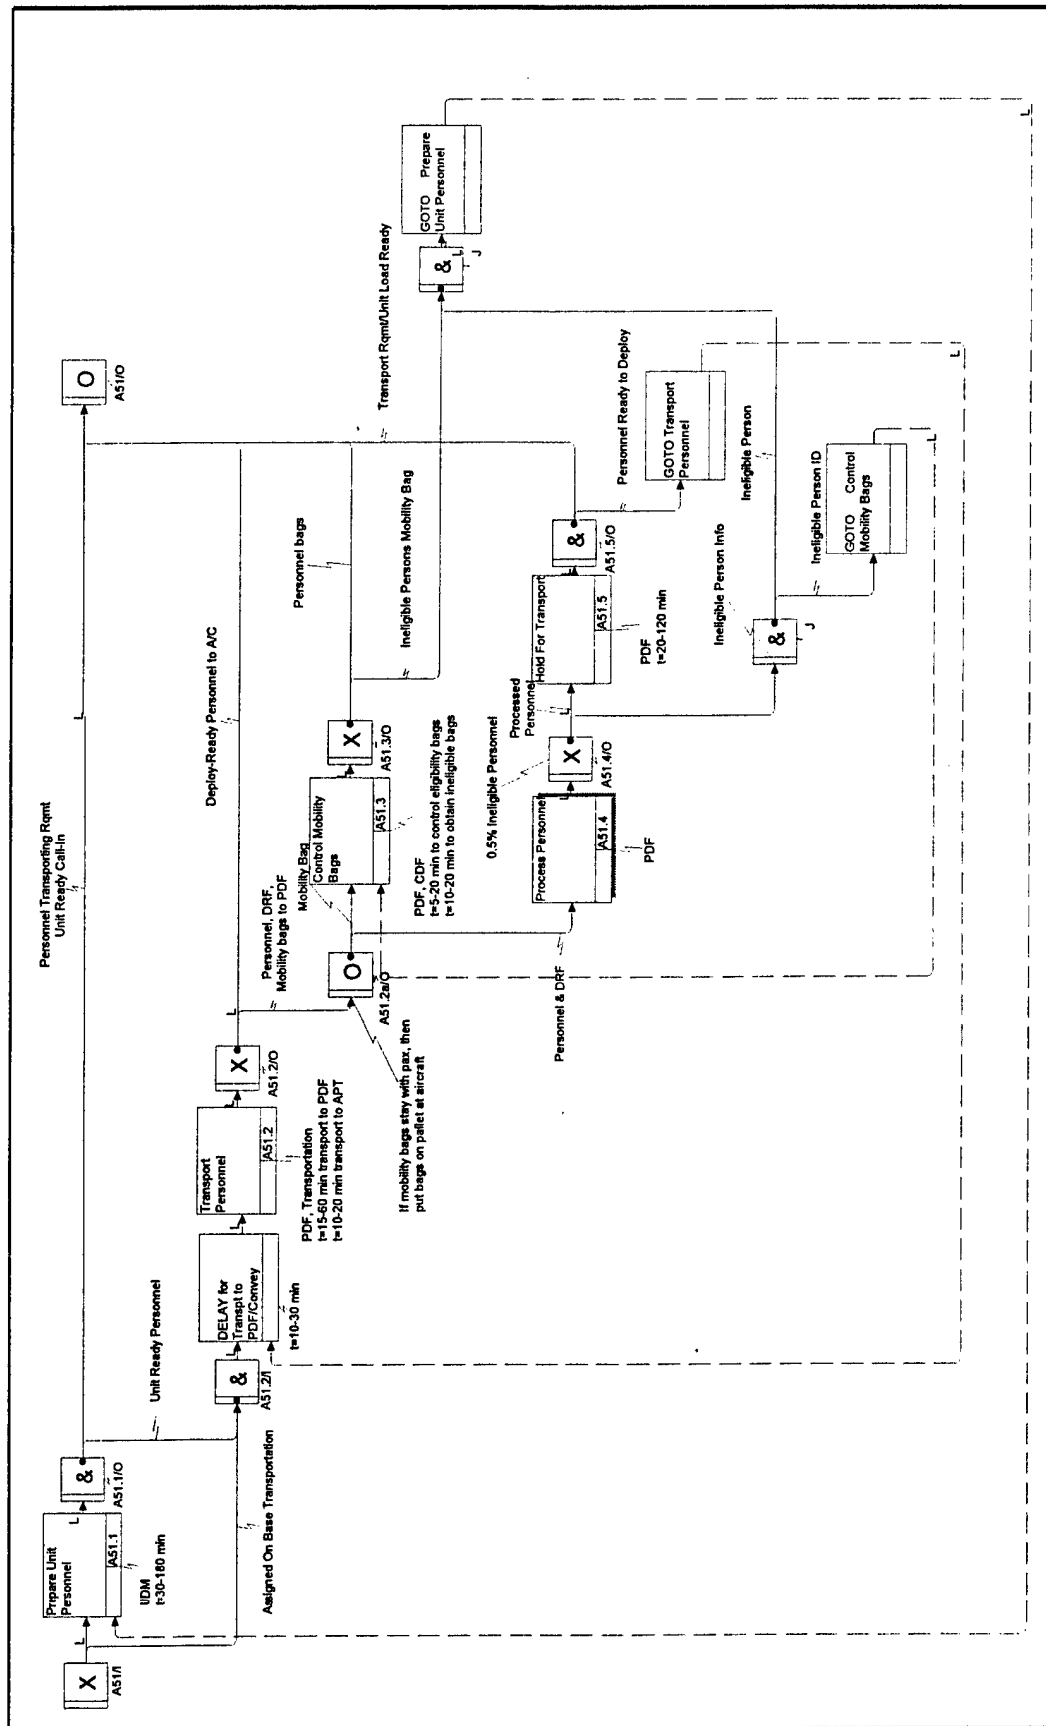 X
A51/I
L
Prepare Unit
Personnel
A51.1
I/DM
t=30-180 min
L
&
A51.1/O
Personnel Transporting Rqmt
Unit Ready Call-In
L
O
A51/O
Unit Ready Personnel
Assigned On Base Transportation
&
A51.2/I
L
DELAY for
Transpt to
PDF/Convey
t=10-30 min
L
Transport
Personnel
A51.2
PDF, Transportation
t=15-60 min transport to PDF
t=10-20 min transport to APT
L
X
A51.2/O
L
Deploy-Ready Personnel to A/C
Personnel, DRF,
Mobility bags to PDF
O
A51.2a/O
If mobility bags stay with pax, then
put bags on pallet at aircraft
Mobility Bag
Control Mobility
Bags
A51.3
PDF, CDF
t=5-20 min to control eligibility bags
t=10-20 min to obtain ineligible bags
L
X
A51.3/O
Personnel bags
Ineligible Persons Mobility Bag
Transport Rqmt/Unit Load Ready
&
L
J
GOTO Prepare
Unit Personnel
L
Personnel & DRF
Process Personnel
A51.4
PDF
L
0.5% Ineligible Personnel
X
A51.4/O
Processed
Personnel
L
Hold For Transport
A51.5
PDF
t=20-120 min
L
&
A51.5/O
Personnel Ready to Deploy
GOTO Transport
Personnel
L
Ineligible Person Info
&
J
Ineligible Person
Ineligible Person ID
GOTO Control
Mobility Bags
L